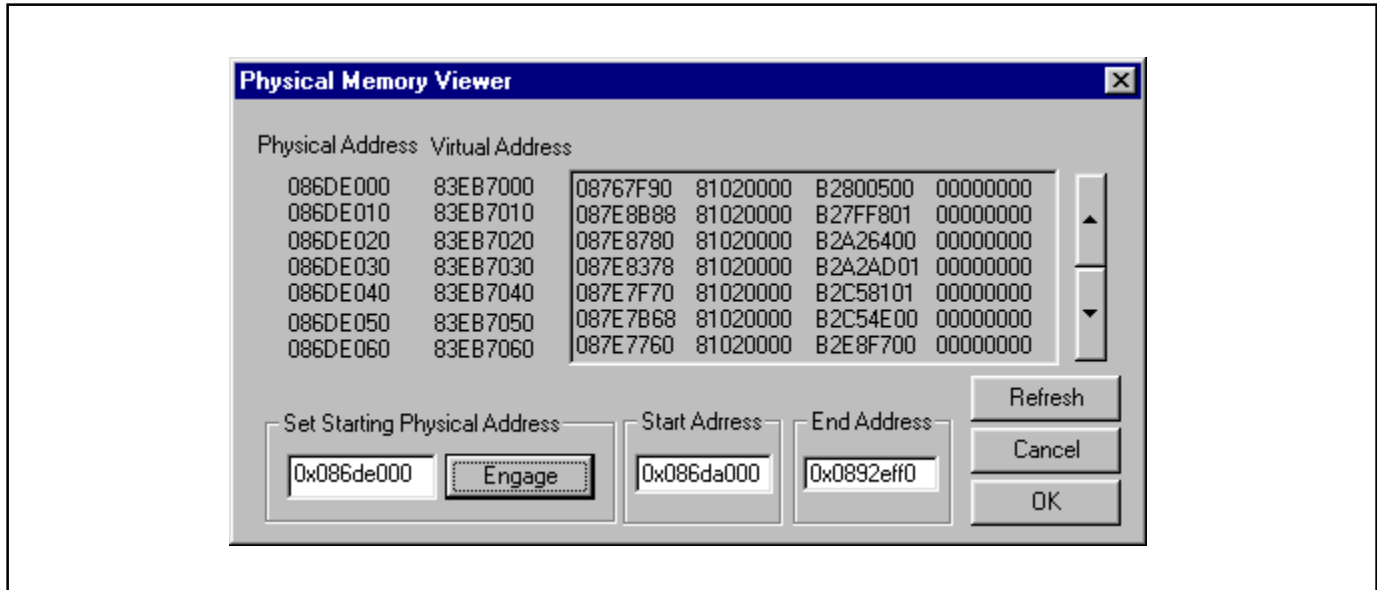 Physical Memory Viewer
Physical Address Virtual Address
086DE000 83EB7000 08767F90 81020000 B2800500 00000000
086DE010 83EB7010 087E8B88 81020000 B27FF801 00000000
086DE020 83EB7020 087E8780 81020000 B2A26400 00000000
086DE030 83EB7030 087E8378 81020000 B2A2AD01 00000000
086DE040 83EB7040 087E7F70 81020000 B2C58101 00000000
086DE050 83EB7050 087E7B68 81020000 B2C54E00 00000000
086DE060 83EB7060 087E7760 81020000 B2E8F700 00000000
Refresh
Set Starting Physical Address Start Adrress End Address
Cancel
0x086de000 Engage 0x086da000 0x0892eff0
OK